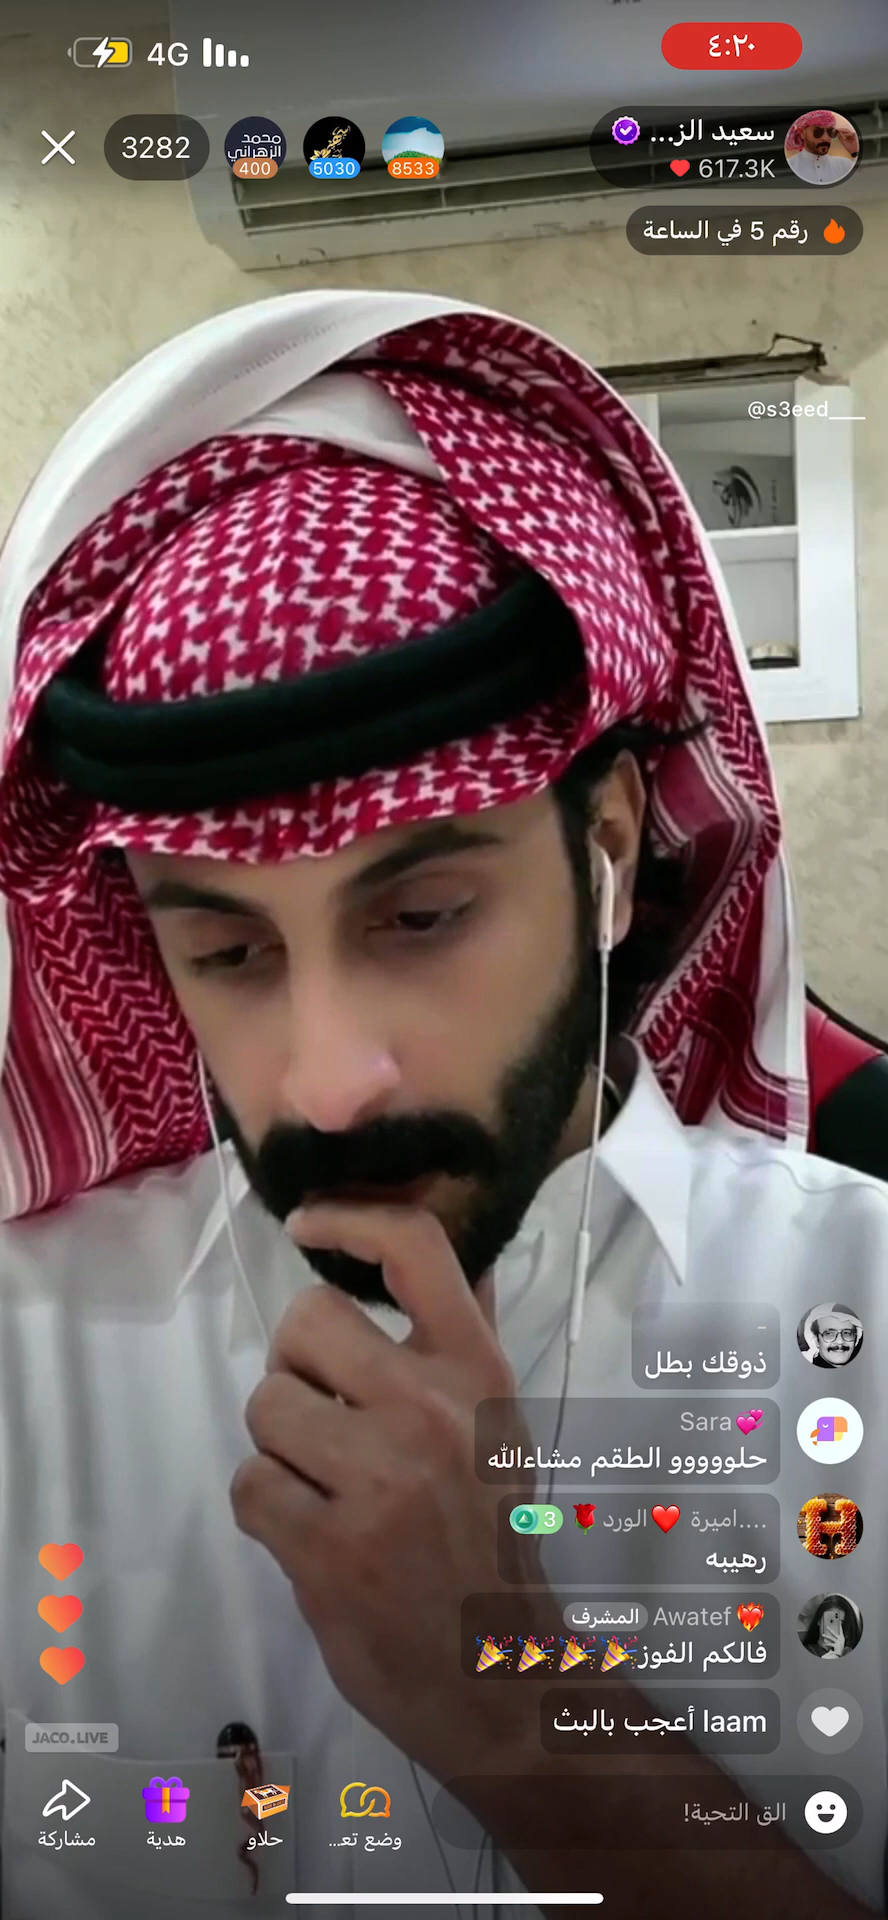 4G
٤:٢٠
3282
محمد
الزهراني
400
5030
8533
سعيد الز...
617.3K
رقم 5 في الساعة
@s3eed___
-
ذوقك بطل
Sara💞
حلووووو الطقم مشاءالله
....اميرة ❤️الورد🌹 3
رهيبه
Awatef❤️‍🔥 المشرف
فالكم الفوز🎉🎉🎉🎉
laam أعجب بالبث
JACO.LIVE
الق التحية!
وضع تعـ...
حلاو
هدية
مشاركة